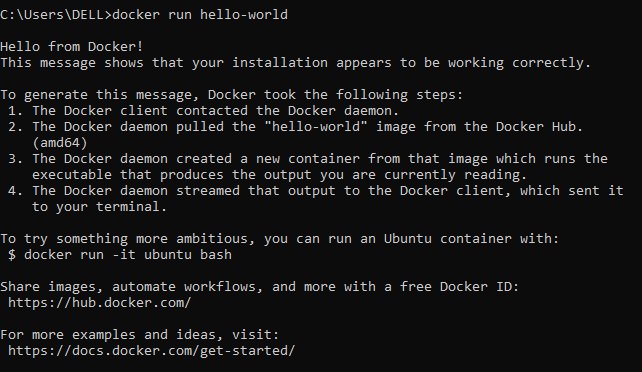 C:\Users\DELL>docker run hello-world
Hello from Docker!
This message shows that your installation appears to be working correctly.
To generate this message, Docker took the following steps:
1. The Docker client contacted the Docker daemon.
2. The Docker daemon pulled the "hello-world" image from the Docker Hub.
(amd64)
3. The Docker daemon created a new container from that image which runs the
executable that produces the output you are currently reading.
4. The Docker daemon streamed that output to the Docker client, which sent it
to your terminal.
To try something more ambitious, you can run an Ubuntu container with:
$ docker run -it ubuntu bash
Share images, automate workflows, and more with a free Docker ID:
https://hub.docker.com/
For more examples and ideas, visit:
https://docs.docker.com/get-started/